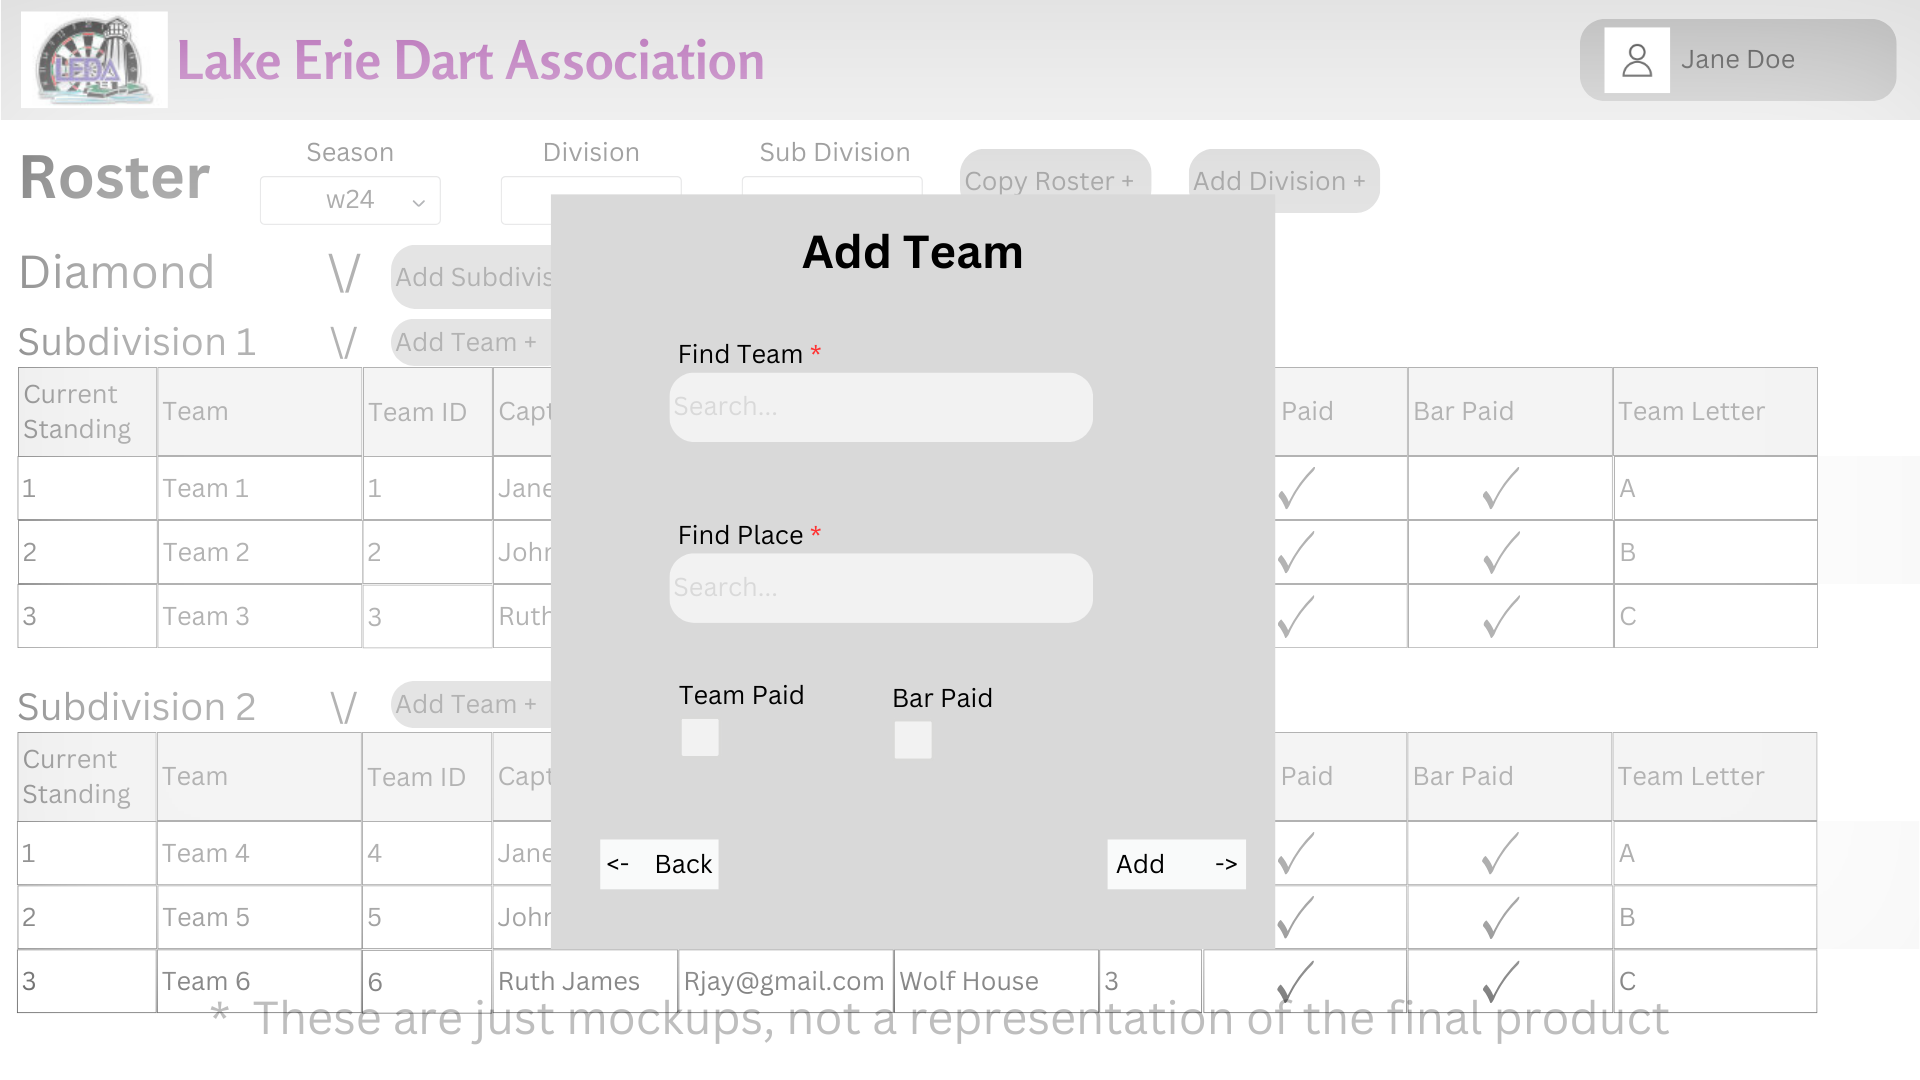 LEDA
Lake Erie Dart Association
Jane Doe
Roster
Season
Division
Sub Division
w24
Copy Roster +
Add Division +
Diamond \/ Add Subdivis
Subdivision 1 \/ Add Team +
Current Standing Team Team ID Capt Paid Bar Paid Team Letter
1 Team 1 1 Jane ✓ ✓ A
2 Team 2 2 John ✓ ✓ B
3 Team 3 3 Ruth ✓ ✓ C
Subdivision 2 \/ Add Team +
Current Standing Team Team ID Capt Paid Bar Paid Team Letter
1 Team 4 4 Jane ✓ ✓ A
2 Team 5 5 John ✓ ✓ B
3 Team 6 6 Ruth James Rjay@gmail.com Wolf House 3 ✓ ✓ C
Add Team
Find Team *
Search...
Find Place *
Search...
Team Paid Bar Paid
<- Back
Add ->
* These are just mockups, not a representation of the final product